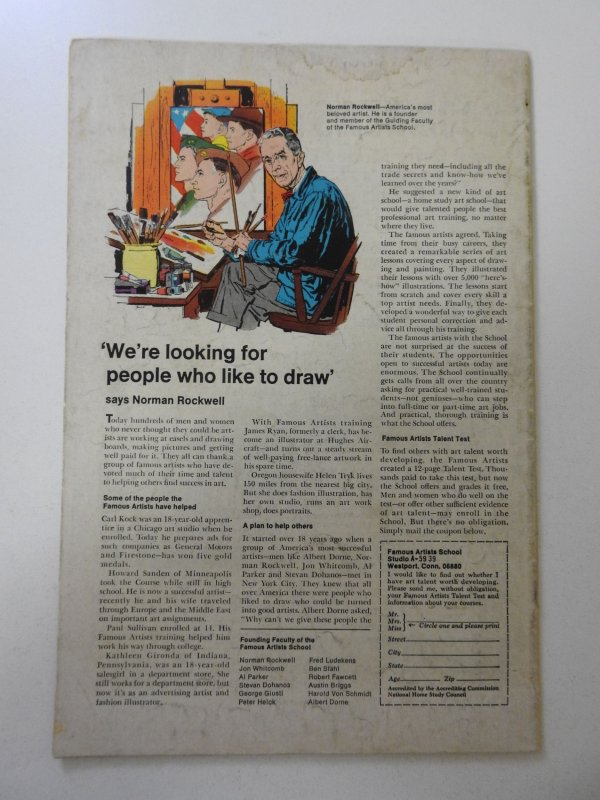 Norman Rockwell—America's most
beloved artist. He is a founder
and member of the Guiding Faculty
of the Famous Artists School.
'We're looking for
people who like to draw'
says Norman Rockwell
Today hundreds of men and women
who never thought they could be art-
ists are working at easels and drawing
boards, making pictures and getting
well paid for it. They all can thank a
group of famous artists who have de-
voted much of their time and talent
to helping others find success in art.
Some of the people the
Famous Artists have helped
Carl Kock was an 18-year-old appren-
tice in a Chicago art studio when he
enrolled. Today he prepares ads for
such companies as General Motors
and Firestone—has won five gold
medals.
Howard Sanden of Minneapolis
took the Course while still in high
school. He is now a successful artist—
recently he and his wife traveled
through Europe and the Middle East
on important art assignments.
Paul Sullivan enrolled at 14. His
Famous Artists training helped him
work his way through college.
Kathleen Gironda of Indiana,
Pennsylvania, was an 18-year-old
salesgirl in a department store. She
still works for a department store, but
now it's as an advertising artist and
fashion illustrator.
With Famous Artists training
James Ryan, formerly a clerk, has be-
come an illustrator at Hughes Air-
craft—and turns out a steady stream
of well-paying free-lance artwork in
his spare time.
Oregon housewife Helen Tryk lives
150 miles from the nearest big city.
But she does fashion illustration, has
her own studio, runs an art work
shop, does portraits.
A plan to help others
It started over 18 years ago when a
group of America's most successful
artists—men like Albert Dorne, Nor-
man Rockwell, Jon Whitcomb, Al
Parker and Stevan Dohanos—met in
New York City. They knew that all
over America there were people who
liked to draw who could be turned
into good artists. Albert Dorne asked,
"Why can't we give these people the
Founding Faculty of the
Famous Artists School
Norman Rockwell
Jon Whitcomb
Al Parker
Stevan Dohanos
George Giusti
Peter Helck
Fred Ludekens
Ben Stahl
Robert Fawcett
Austin Briggs
Harold Von Schmidt
Albert Dorne
training they need—including all the
trade secrets and know-how we've
learned over the years?"
He suggested a new kind of art
school—a home study art school—that
would give talented people the best
professional art training, no matter
where they live.
The famous artists agreed. Taking
time from their busy careers, they
created a remarkable series of art
lessons covering every aspect of draw-
ing and painting. They illustrated
their lessons with over 5,000 "here's-
how" illustrations. The lessons start
from scratch and cover every skill a
top artist needs. Finally, they de-
veloped a wonderful way to give each
student personal correction and ad-
vice all through his training.
The famous artists with the School
are not surprised at the success of
their students. The opportunities
open to successful artists today are
enormous. The School continually
gets calls from all over the country
asking for practical well-trained stu-
dents—not geniuses—who can step
into full-time or part-time art jobs.
And practical, thorough training is
what the School offers.
Famous Artists Talent Test
To find others with art talent worth
developing, the Famous Artists
created a 12-page Talent Test. Thou-
sands paid to take this test, but now
the School offers and grades it free.
Men and women who do well on the
test—or offer other sufficient evidence
of art talent—may enroll in the
School. But there's no obligation.
Simply mail the coupon below.
Famous Artists School
Studio A-59 39
Westport, Conn. 06880
I would like to find out whether I
have art talent worth developing.
Please send me, without obligation,
your Famous Artists Talent Test and
information about your courses.
Mr.
Mrs.
Miss
← Circle one and please print
Street
City
State
Age Zip
Accredited by the Accrediting Commission
National Home Study Council